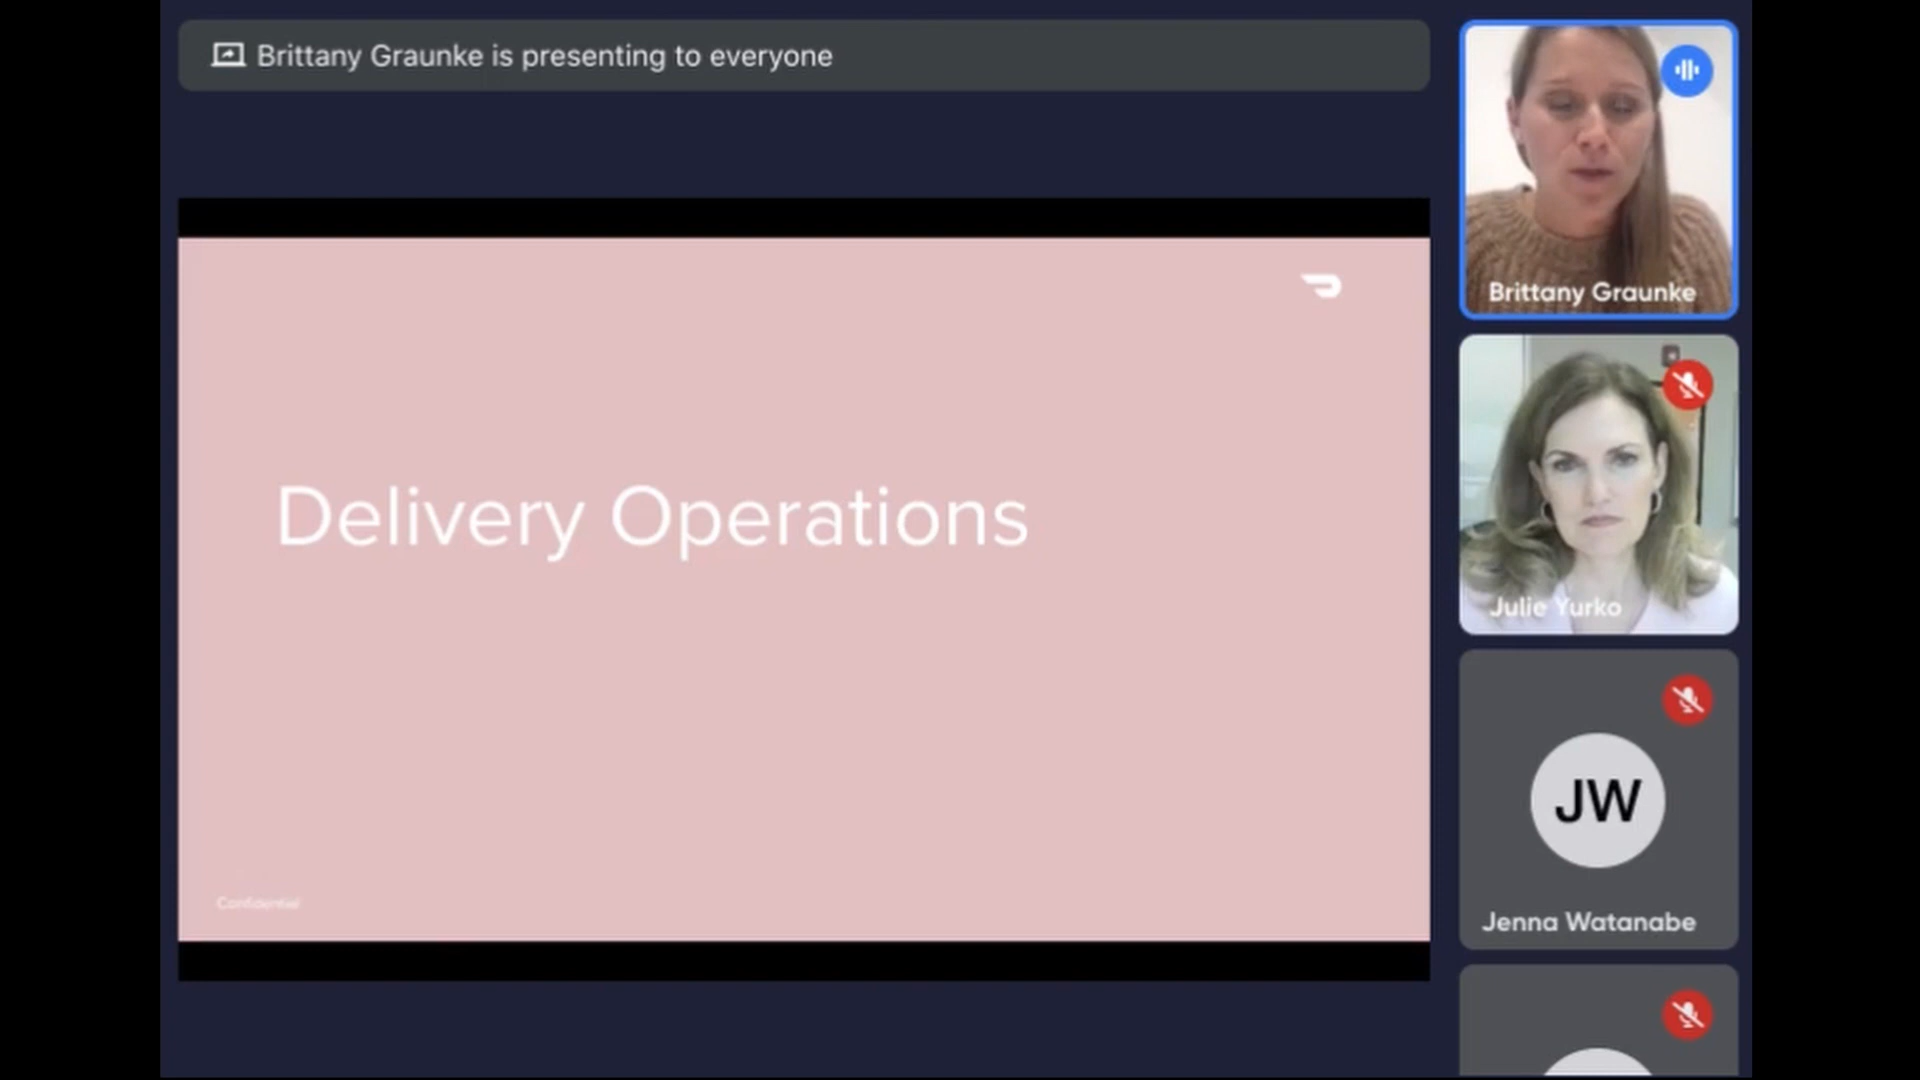 Brittany Graunke is presenting to everyone
Delivery Operations
Confidential
Brittany Graunke
Julie Yurko
JW
Jenna Watanabe